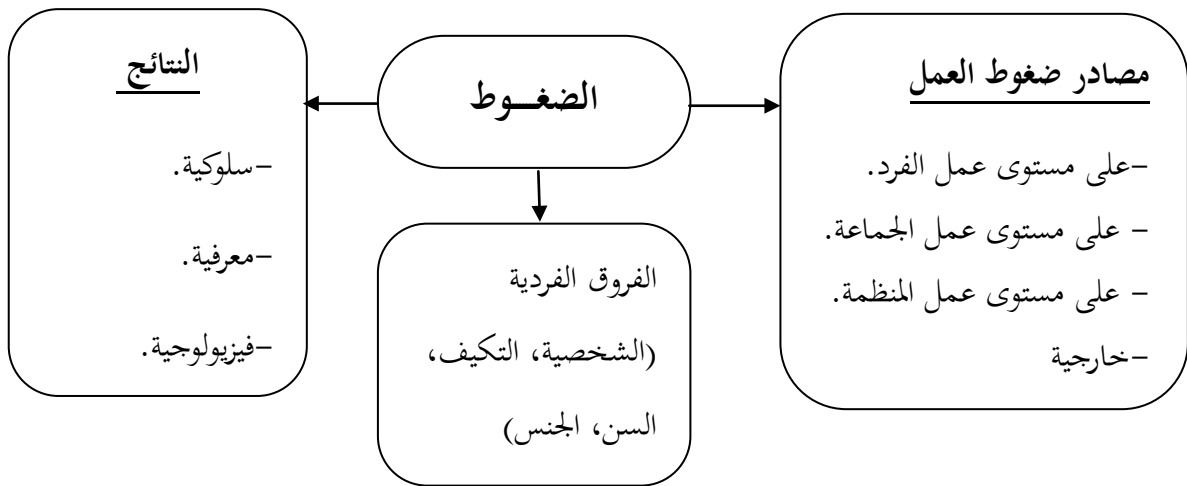 مصادر ضغوط العمل
-على مستوى عمل الفرد.
- على مستوى عمل الجماعة.
- على مستوى عمل المنظمة.
-خارجية
الضغـــوط
الفروق الفردية
(الشخصية، التكيف،
السن، الجنس)
النتائج
-سلوكية.
-معرفية.
-فيزيولوجية.